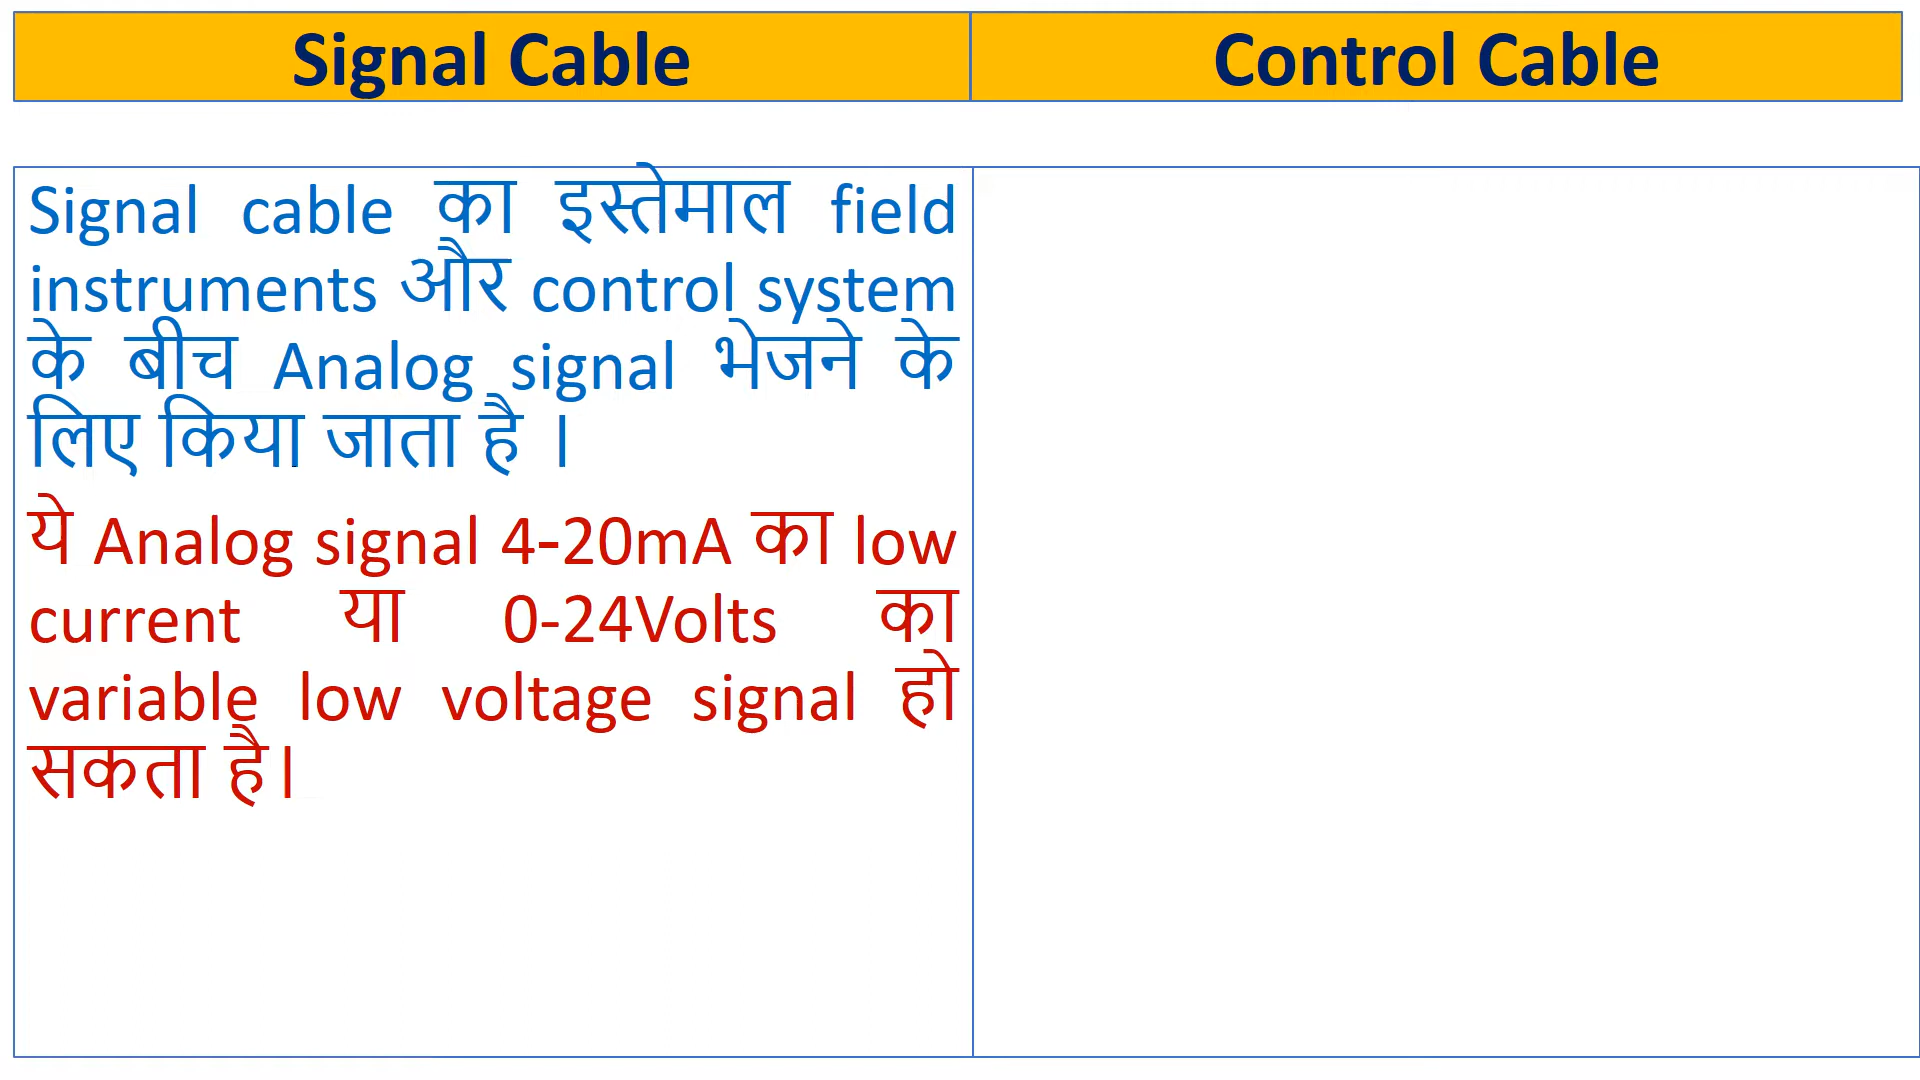 Signal Cable
Control Cable
Signal cable का इस्तेमाल field
instruments और control system
के बीच Analog signal भेजने के
लिए किया जाता है ।
ये Analog signal 4-20mA का low
current या 0-24Volts का
variable low voltage signal हो
सकता है।